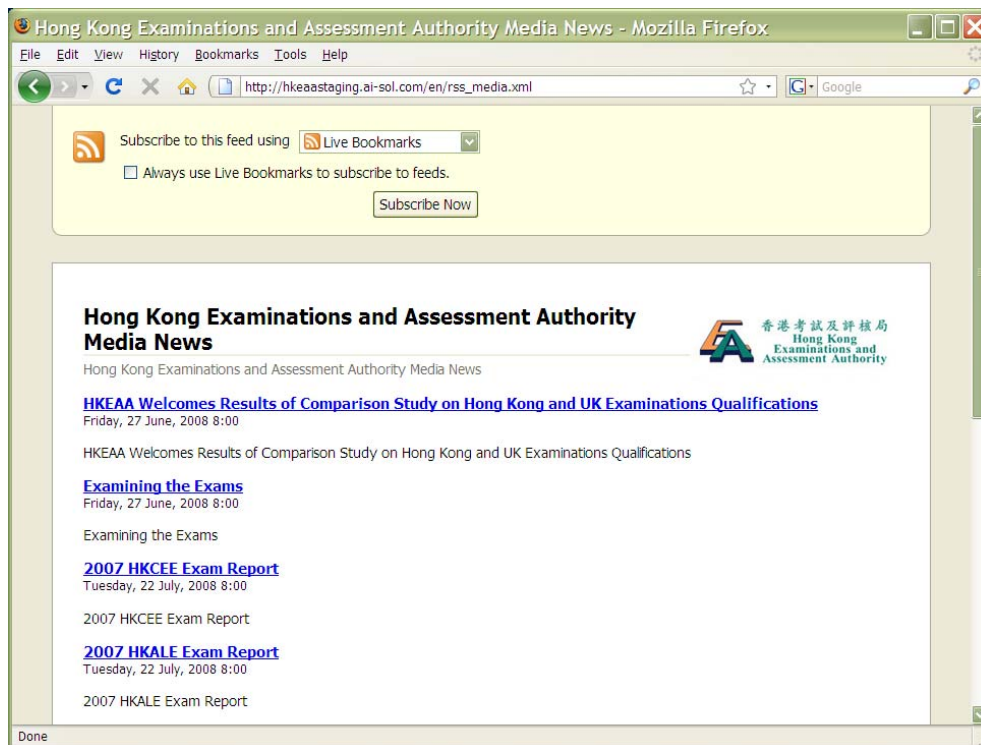 Hong Kong Examinations and Assessment Authority Media News - Mozilla Firefox
File Edit View History Bookmarks Tools Help
http://hkeaastaging.ai-sol.com/en/rss_media.xml
G Google
Subscribe to this feed using Live Bookmarks
Always use Live Bookmarks to subscribe to feeds.
Subscribe Now
Hong Kong Examinations and Assessment Authority
Media News
香港考試及評核局
Hong Kong
Examinations and
Assessment Authority
Hong Kong Examinations and Assessment Authority Media News
HKEAA Welcomes Results of Comparison Study on Hong Kong and UK Examinations Qualifications
Friday, 27 June, 2008 8:00
HKEAA Welcomes Results of Comparison Study on Hong Kong and UK Examinations Qualifications
Examining the Exams
Friday, 27 June, 2008 8:00
Examining the Exams
2007 HKCEE Exam Report
Tuesday, 22 July, 2008 8:00
2007 HKCEE Exam Report
2007 HKALE Exam Report
Tuesday, 22 July, 2008 8:00
2007 HKALE Exam Report
Done